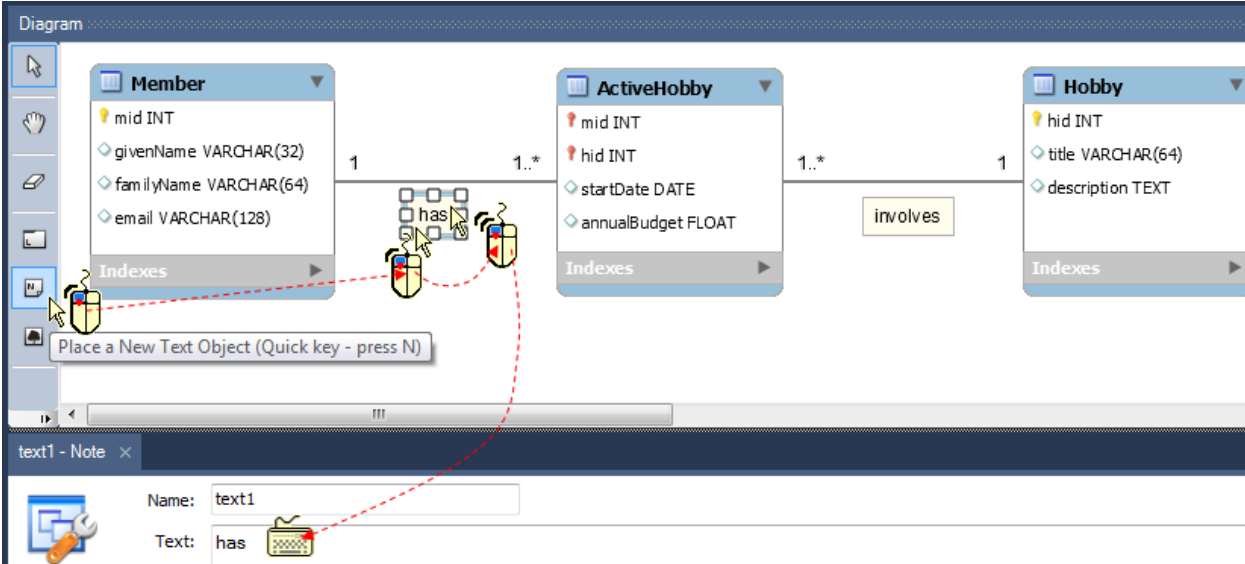 Diagram
Member
mid INT
givenName VARCHAR(32)
familyName VARCHAR(64)
email VARCHAR(128)
Indexes
1
1..*
has
ActiveHobby
mid INT
hid INT
startDate DATE
annualBudget FLOAT
Indexes
1..*
1
involves
Hobby
hid INT
title VARCHAR(64)
description TEXT
Indexes
N
Place a New Text Object (Quick key - press N)
text1 - Note ×
Name: text1
Text: has